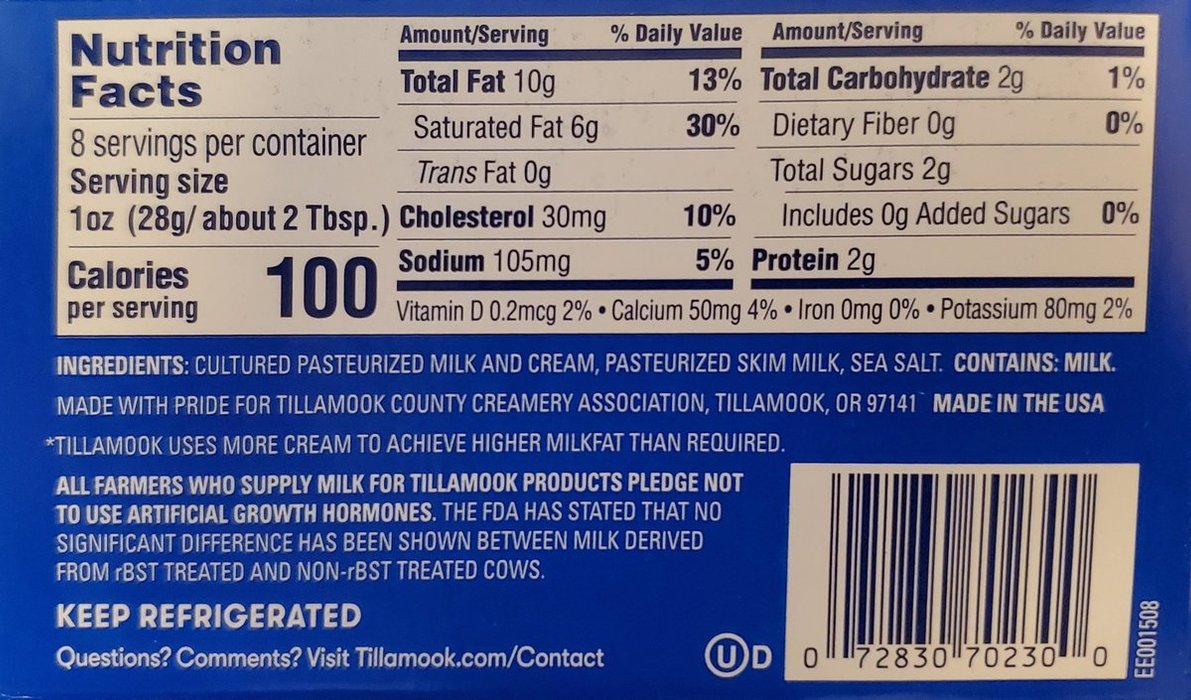 Nutrition
Facts
8 servings per container
Serving size
1oz (28g/ about 2 Tbsp.)
Calories
per serving
100
Amount/Serving % Daily Value
Total Fat 10g 13%
Saturated Fat 6g 30%
Trans Fat 0g
Cholesterol 30mg 10%
Sodium 105mg 5%
Amount/Serving % Daily Value
Total Carbohydrate 2g 1%
Dietary Fiber 0g 0%
Total Sugars 2g
Includes 0g Added Sugars 0%
Protein 2g
Vitamin D 0.2mcg 2% • Calcium 50mg 4% • Iron 0mg 0% • Potassium 80mg 2%
INGREDIENTS: CULTURED PASTEURIZED MILK AND CREAM, PASTEURIZED SKIM MILK, SEA SALT. CONTAINS: MILK.
MADE WITH PRIDE FOR TILLAMOOK COUNTY CREAMERY ASSOCIATION, TILLAMOOK, OR 97141 MADE IN THE USA
*TILLAMOOK USES MORE CREAM TO ACHIEVE HIGHER MILKFAT THAN REQUIRED.
ALL FARMERS WHO SUPPLY MILK FOR TILLAMOOK PRODUCTS PLEDGE NOT
TO USE ARTIFICIAL GROWTH HORMONES. THE FDA HAS STATED THAT NO
SIGNIFICANT DIFFERENCE HAS BEEN SHOWN BETWEEN MILK DERIVED
FROM rBST TREATED AND NON-rBST TREATED COWS.
KEEP REFRIGERATED
Questions? Comments? Visit Tillamook.com/Contact
U D
0 72830 70230 0
EE001508